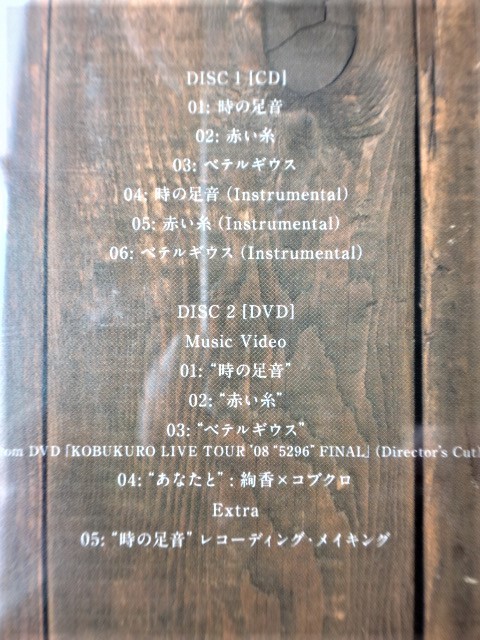 DISC 1 [CD]
01: 時の足音
02: 赤い糸
03: ベテルギウス
04: 時の足音 (Instrumental)
05: 赤い糸 (Instrumental)
06: ベテルギウス (Instrumental)
DISC 2 [DVD]
Music Video
01: “時の足音”
02: “赤い糸”
03: “ベテルギウス”
DVD「KOBUKURO LIVE TOUR ’08 “5296” FINAL」(Director’s Cut)
04: “あなたと” : 絢香×コブクロ
Extra
05: “時の足音” レコーディング・メイキング